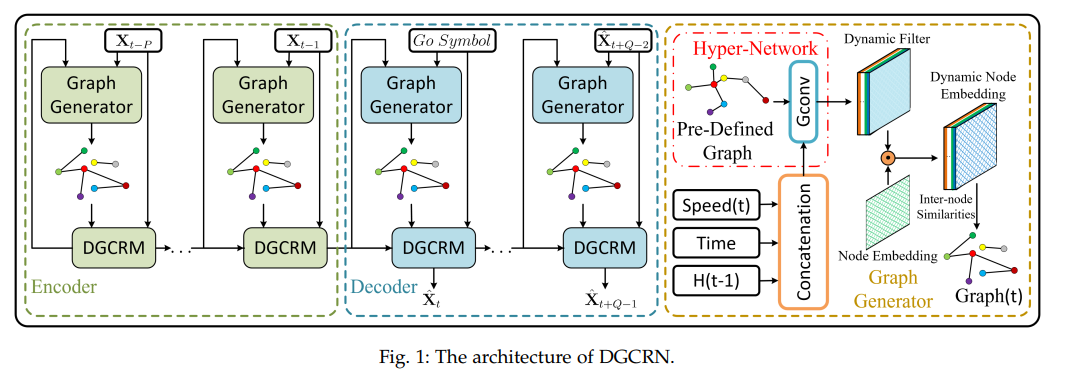 X_{t-P}
X_{t-1}
Go Symbol
X̂_{t+Q-2}
Graph
Generator
Graph
Generator
Graph
Generator
Graph
Generator
DGCRM
...
DGCRM
DGCRM
...
DGCRM
Encoder
Decoder
X̂_t
X̂_{t+Q-1}
Hyper-Network
Pre-Defined
Graph
Gconv
Dynamic Filter
Dynamic Node
Embedding
Speed(t)
Time
H(t-1)
Concatenation
Inter-node
Similarities
Node Embedding
Graph
Generator
Graph(t)
Fig. 1: The architecture of DGCRN.